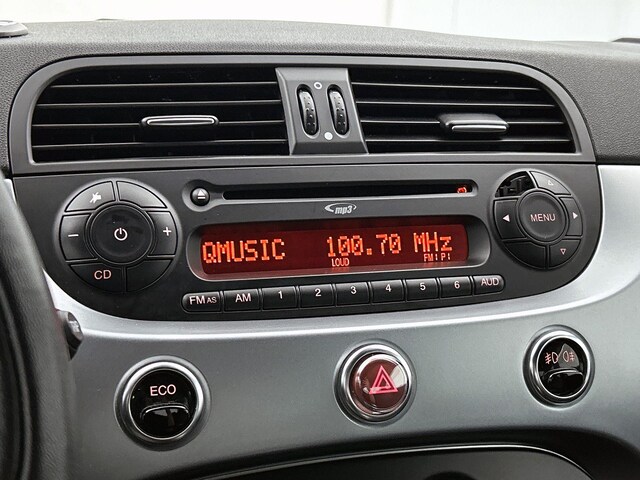 mp3
MENU
QMUSIC 100.70 MHz
LOUD FM:P:
CD
FM AS AM 1 2 3 4 5 6 AUD
ECO